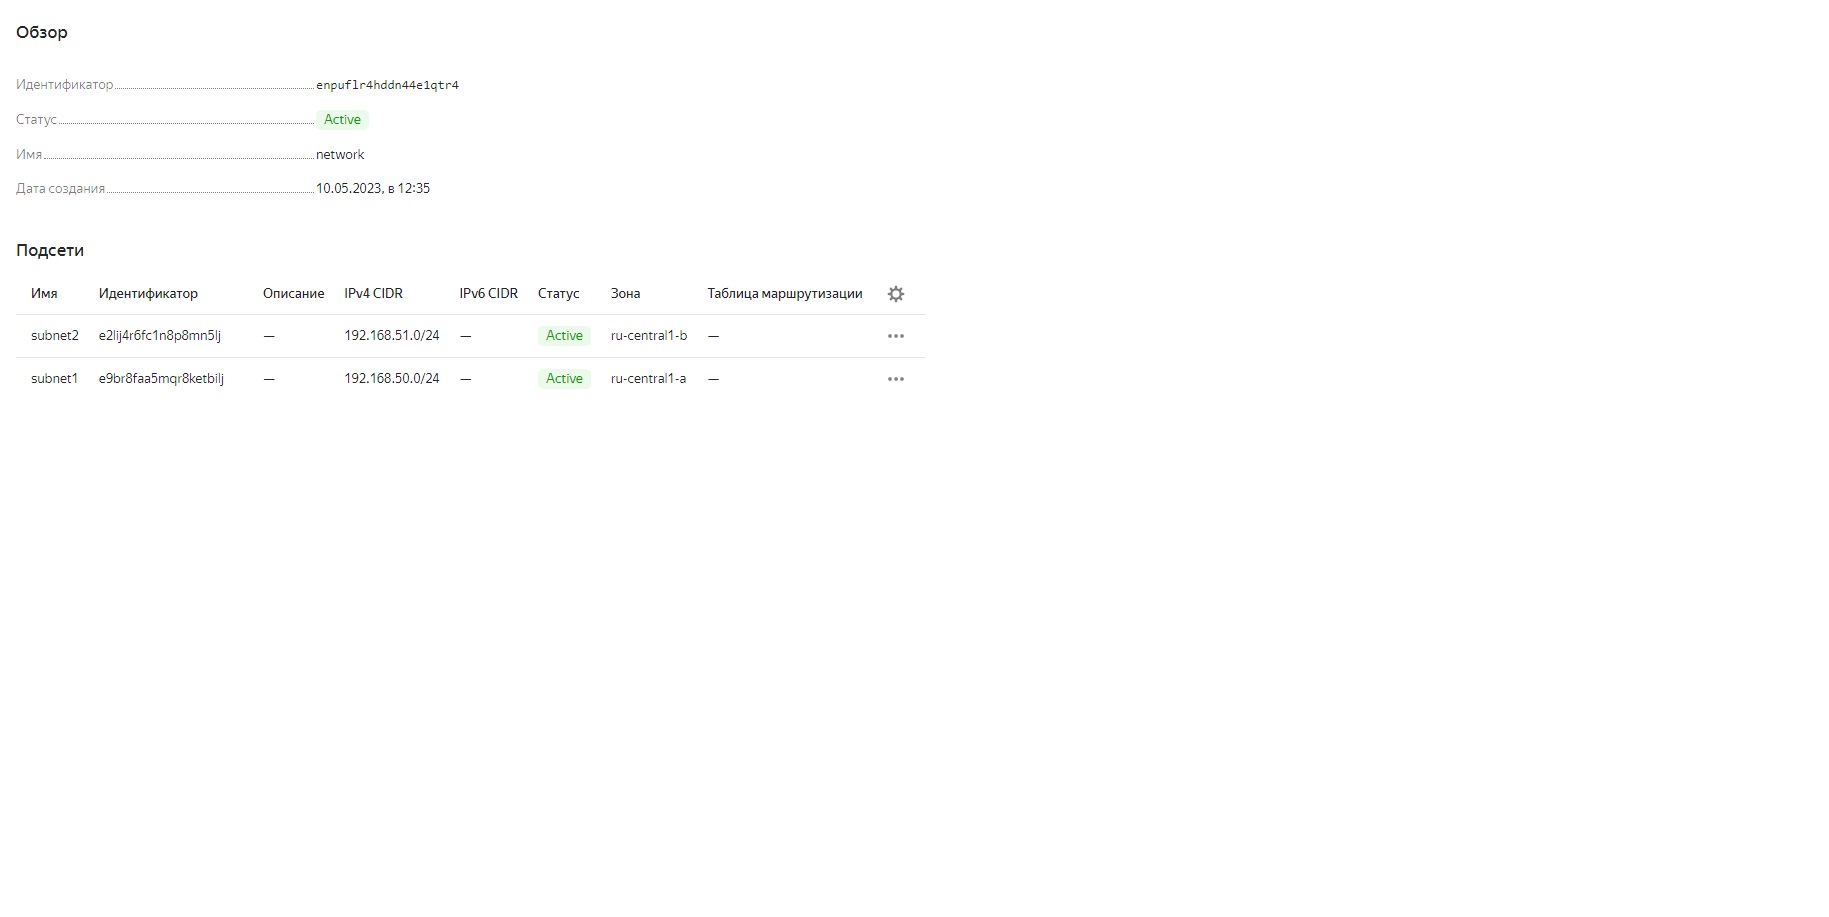 Обзор
Идентификатор enpuflr4hddn44e1qtr4
Статус Active
Имя network
Дата создания 10.05.2023, в 12:35
Подсети
Имя Идентификатор Описание IPv4 CIDR IPv6 CIDR Статус Зона Таблица маршрутизации
subnet2 e2lij4r6fc1n8p8mn5lj — 192.168.51.0/24 — Active ru-central1-b —
subnet1 e9br8faa5mqr8ketbilj — 192.168.50.0/24 — Active ru-central1-a —